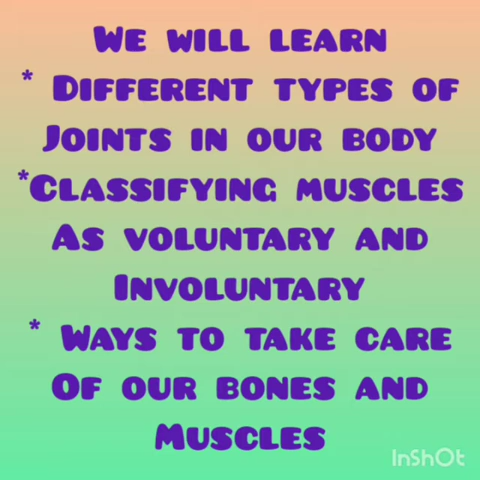 We will learn
* Different types of
Joints in our body
*Classifying muscles
As voluntary and
Involuntary
* Ways to take care
Of our bones and
Muscles
InShOt